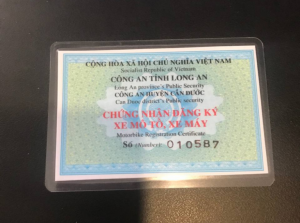 CỘNG HÒA XÃ HỘI CHỦ NGHĨA VIỆT NAM
Socialist Republic of Vietnam
CÔNG AN TỈNH LONG AN
Long An province's Public Security
CÔNG AN HUYỆN CẦN ĐƯỚC
Can Duoc district's Public security
CHỨNG NHẬN ĐĂNG KÝ
XE MÔ TÔ, XE MÁY
Motorbike Registration Certificate
Số (Number): 010587